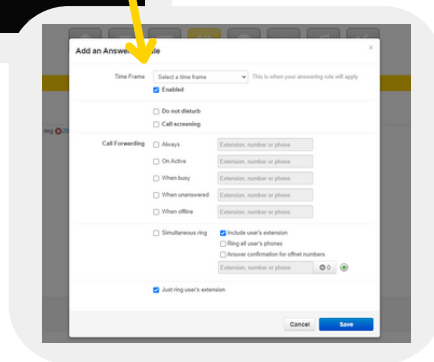 Add an Answer
×
Time Frame Select a time frame This is when your answering rule will apply
Enabled
Do not disturb
Call screening
ring
Call Forwarding Always Extension, number or phone
On Active Extension, number or phone
When busy Extension, number or phone
When unanswered Extension, number or phone
When offline Extension, number or phone
Simultaneous ring Include user's extension
Ring all user's phones
Answer confirmation for offnet numbers
Extension, number or phone 0
Just ring user's extension
Cancel Save